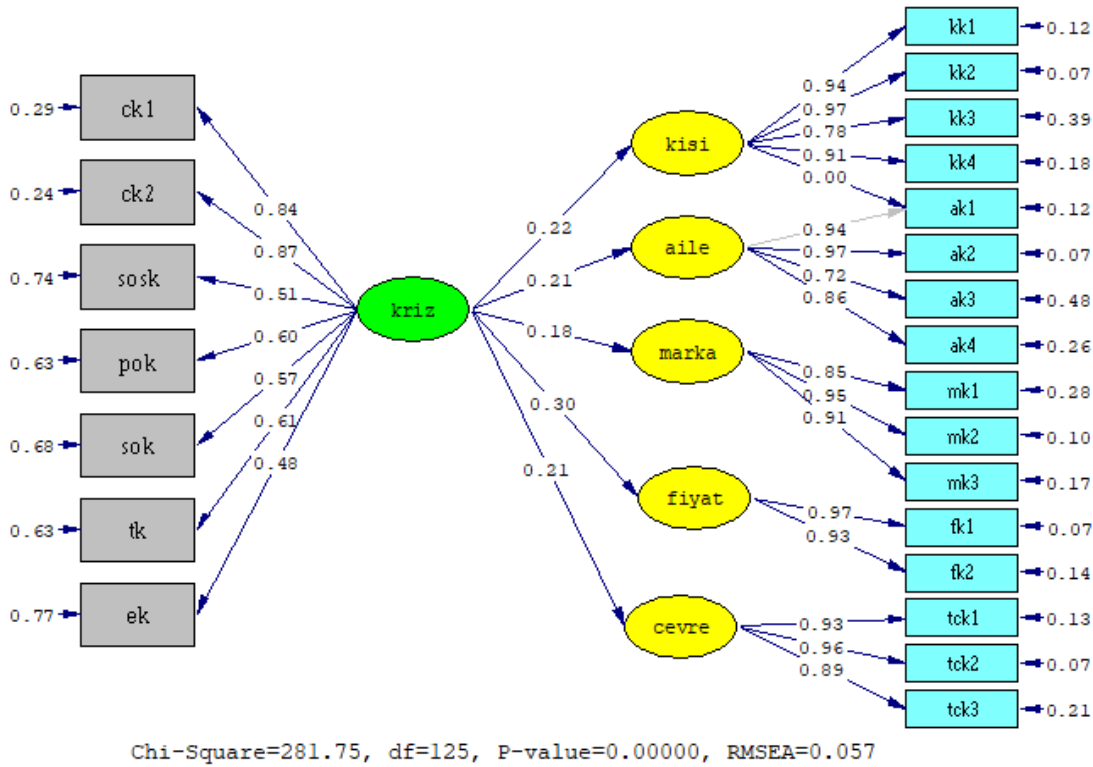 0.29
ck1
0.24
ck2
0.74
sosk
0.63
pok
0.68
sok
0.63
tk
0.77
ek
0.84
0.87
0.51
0.60
0.57
0.61
0.48
kriz
0.22
0.21
0.18
0.30
0.21
kisi
aile
marka
fiyat
cevre
0.94
0.97
0.78
0.91
0.00
0.94
0.97
0.72
0.86
0.85
0.95
0.91
0.97
0.93
0.93
0.96
0.89
kk1
0.12
kk2
0.07
kk3
0.39
kk4
0.18
ak1
0.12
ak2
0.07
ak3
0.48
ak4
0.26
mk1
0.28
mk2
0.10
mk3
0.17
fk1
0.07
fk2
0.14
tck1
0.13
tck2
0.07
tck3
0.21
Chi-Square=281.75, df=125, P-value=0.00000, RMSEA=0.057